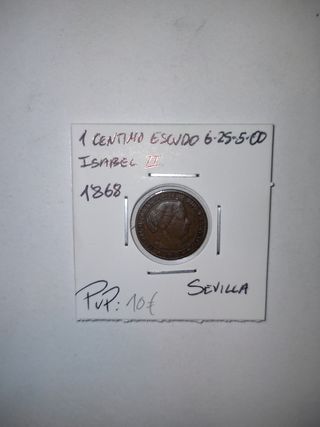 1 CENTIMO ESCUDO 6-25-5-00
ISABEL II
1868
PVP: 10€
SEVILLA